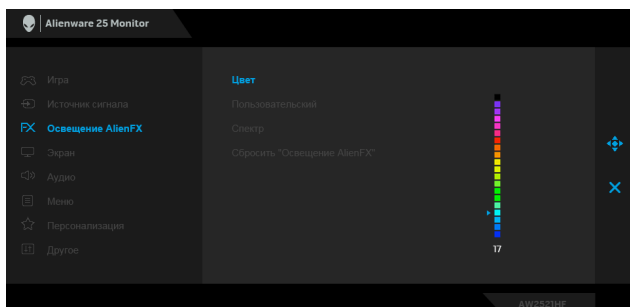 Alienware 25 Monitor
Игра
Источник сигнала
FX Освещение AlienFX
Экран
Аудио
Меню
Персонализация
Другое
Цвет
Пользовательский
Спектр
Сбросить "Освещение AlienFX"
17
AW2521HF